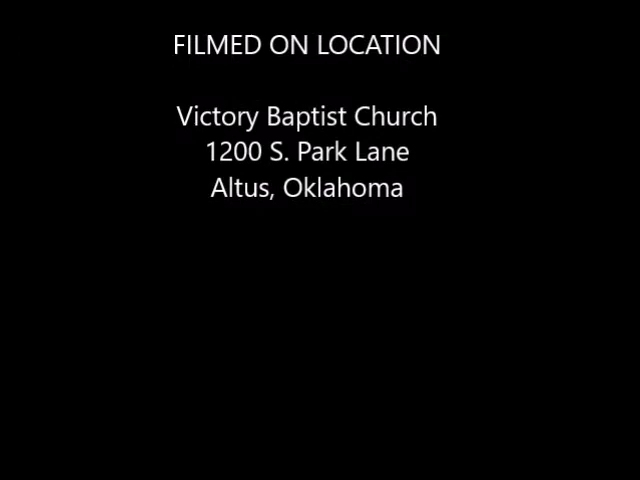 FILMED ON LOCATION
Victory Baptist Church
1200 S. Park Lane
Altus, Oklahoma